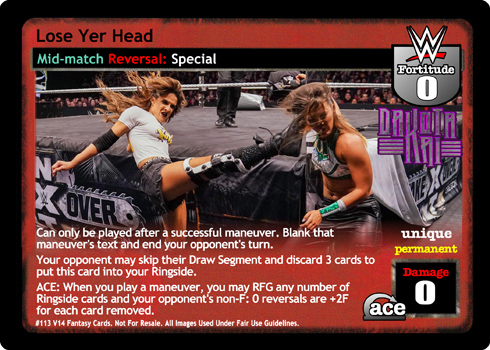 Lose Yer Head
Mid-match Reversal: Special
Fortitude
0
DAKOTA
KAI
Can only be played after a successful maneuver. Blank that
maneuver's text and end your opponent's turn.
Your opponent may skip their Draw Segment and discard 3 cards to
put this card into your Ringside.
ACE: When you play a maneuver, you may RFG any number of
Ringside cards and your opponent's non-F: 0 reversals are +2F
for each card removed.
#113 V14 Fantasy Cards. Not For Resale. All Images Used Under Fair Use Guidelines.
unique
permanent
Damage
0
ace
OVER